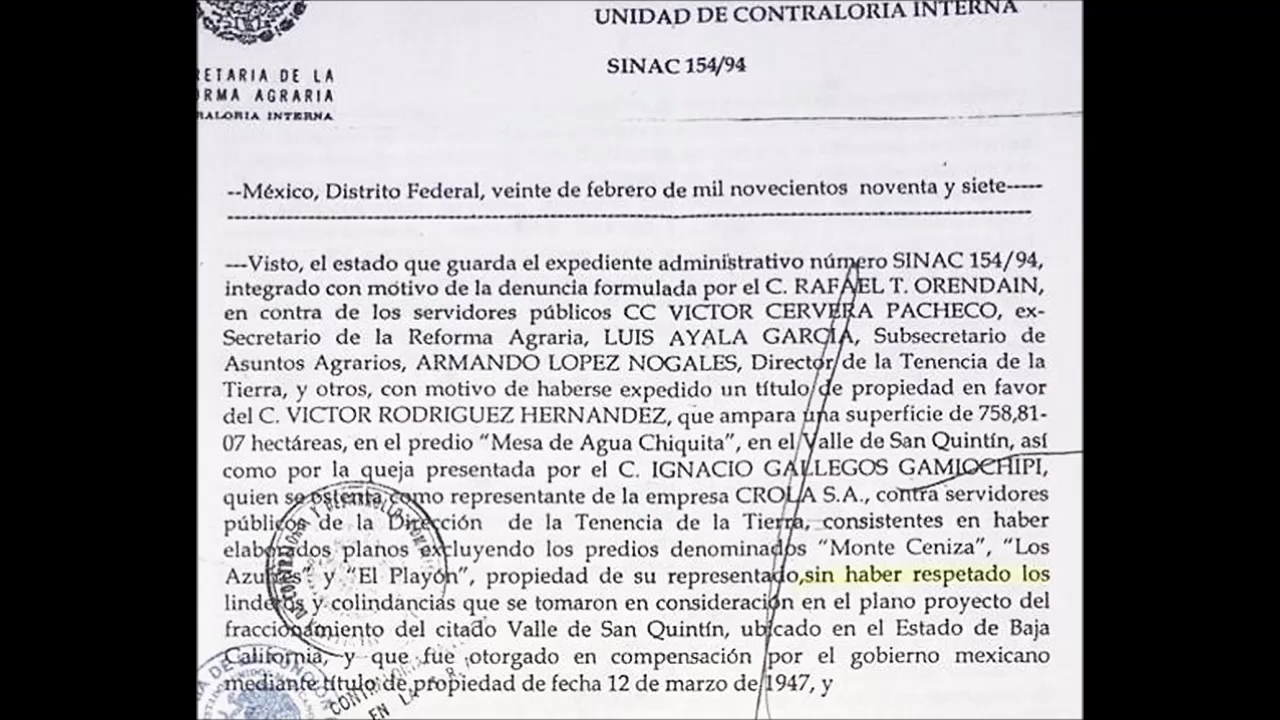 UNIDAD DE CONTRALORIA INTERNA
SINAC 154/94
RETARIA DE LA
ORMA AGRARIA
RALORIA INTERNA
--México, Distrito Federal, veinte de febrero de mil novecientos noventa y siete-----
---Visto, el estado que guarda el expediente administrativo número SINAC 154/94,
integrado con motivo de la denuncia formulada por el C. RAFAEL T. ORENDAIN,
en contra de los servidores públicos CC VICTOR CERVERA PACHECO, ex-
Secretario de la Reforma Agraria, LUIS AYALA GARCIA, Subsecretario de
Asuntos Agrarios, ARMANDO LOPEZ NOGALES, Director de la Tenencia de la
Tierra, y otros, con motivo de haberse expedido un título de propiedad en favor
del C. VICTOR RODRIGUEZ HERNANDEZ, que ampara una superficie de 758,81-
07 hectáreas, en el predio “Mesa de Agua Chiquita”, en el Valle de San Quintín, así
como por la queja presentada por el C. IGNACIO GALLEGOS GAMIOCHIPI,
quien se ostenta como representante de la empresa CROLA S.A., contra servidores
públicos de la Dirección de la Tenencia de la Tierra, consistentes en haber
elaborados planos excluyendo los predios denominados “Monte Ceniza”, “Los
Azufres” y “El Playón”, propiedad de su representado,sin haber respetado los
linderos y colindancias que se tomaron en consideración en el plano proyecto del
fraccionamiento del citado Valle de San Quintín, ubicado en el Estado de Baja
California, y que fue otorgado en compensación por el gobierno mexicano
mediante título de propiedad de fecha 12 de marzo de 1947, y